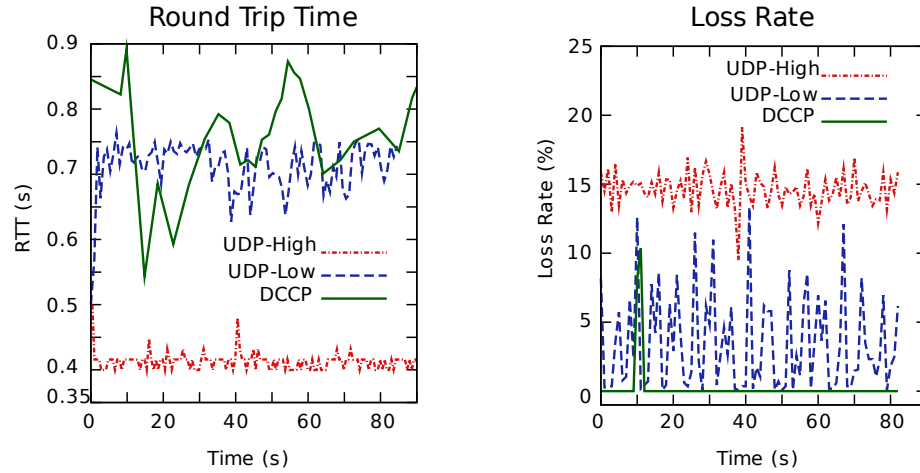 Round Trip Time
RTT (s)
0.9
0.8
0.7
0.6
0.5
0.4
0.35
UDP-High
UDP-Low
DCCP
0 20 40 60 80
Time (s)
Loss Rate
Loss Rate (%)
25
20
15
10
5
0
UDP-High
UDP-Low
DCCP
0 20 40 60 80
Time (s)